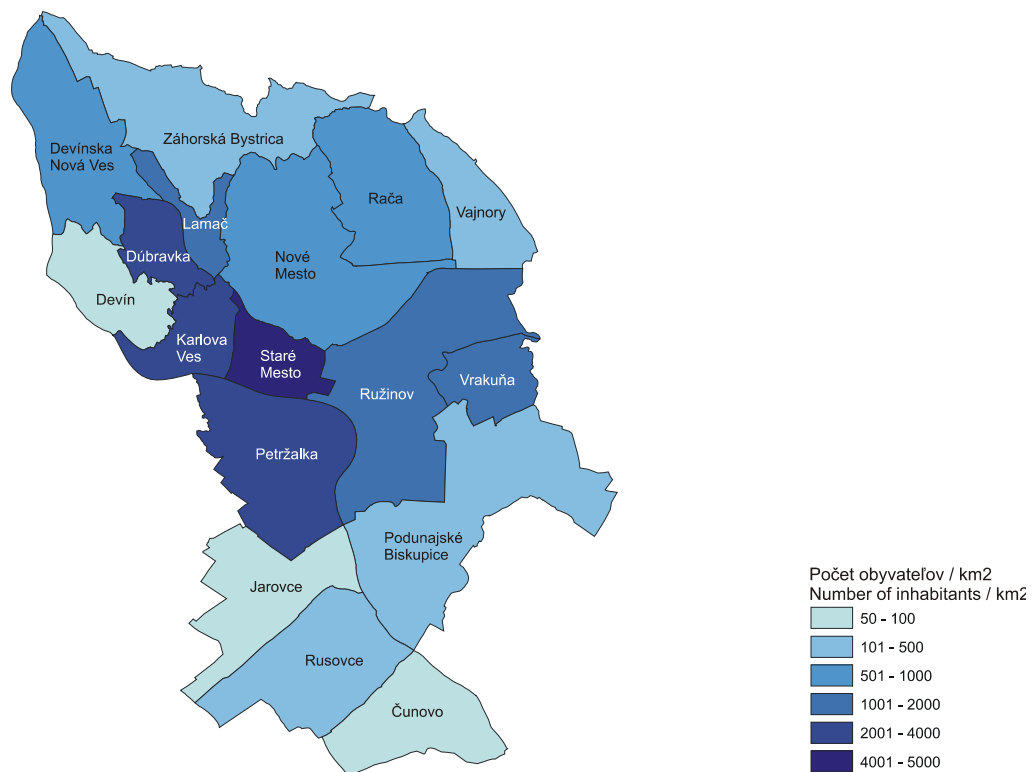 Záhorská Bystrica
Devínska
Nová Ves
Rača
Vajnory
Lamač
Dúbravka
Nové
Mesto
Devín
Karlova
Ves
Staré
Mesto
Vrakuňa
Ružinov
Petržalka
Podunajské
Biskupice
Jarovce
Rusovce
Čunovo
Počet obyvateľov / km2
Number of inhabitants / km2
50 - 100
101 - 500
501 - 1000
1001 - 2000
2001 - 4000
4001 - 5000